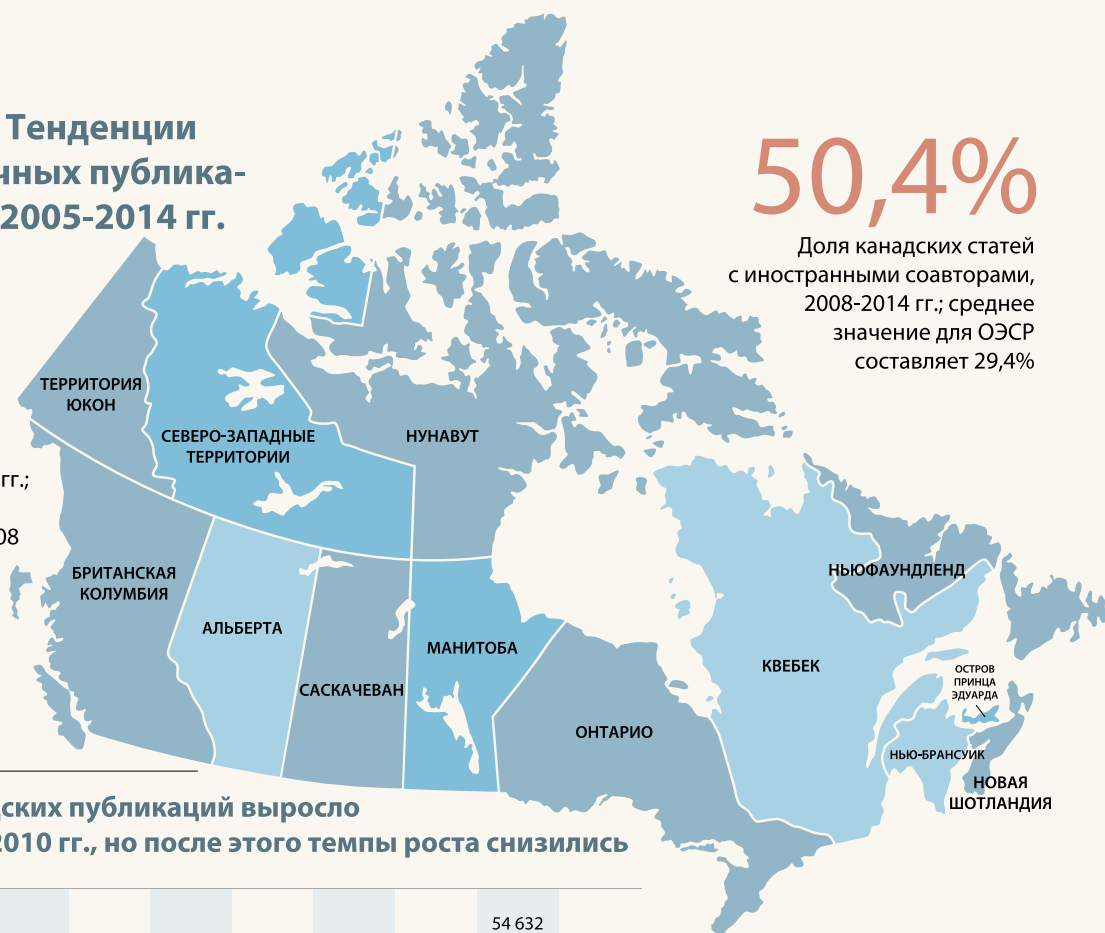 Тенденции
публика-
2005-2014 гг.
50,4%
Доля канадских статей
с иностранными соавторами,
2008-2014 гг.; среднее
значение для ОЭСР
составляет 29,4%
ТЕРРИТОРИЯ
ЮКОН
СЕВЕРО-ЗАПАДНЫЕ
ТЕРРИТОРИИ
НУНАВУТ
гг.;
08
БРИТАНСКАЯ
КОЛУМБИЯ
АЛЬБЕРТА
САСКАЧЕВАН
МАНИТОБА
ОНТАРИО
КВЕБЕК
НЬЮФАУНДЛЕНД
ОСТРОВ
ПРИНЦА
ЭДУАРДА
НЬЮ-БРАНСУИК
НОВАЯ
ШОТЛАНДИЯ
публикаций выросло
2010 гг., но после этого темпы роста снизились
54 632